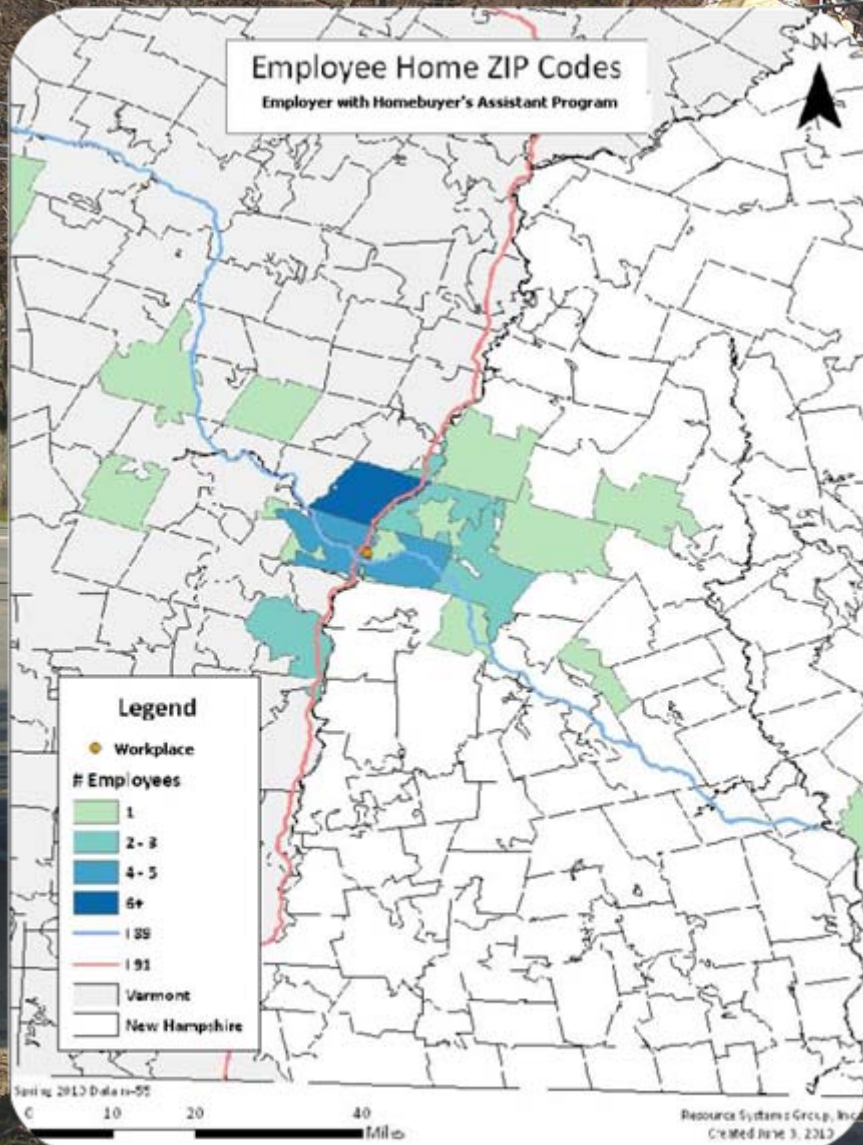 Employee Home ZIP Codes
Employer with Homebuyer's Assistant Program
N
Legend
Workplace
# Employees
1
2 - 3
4 - 5
6+
I 89
I 91
Vermont
New Hampshire
Spring 2010 Data n=55
0 10 20 40
Miles
Resource Systems Group, Inc
Created June 3, 2010